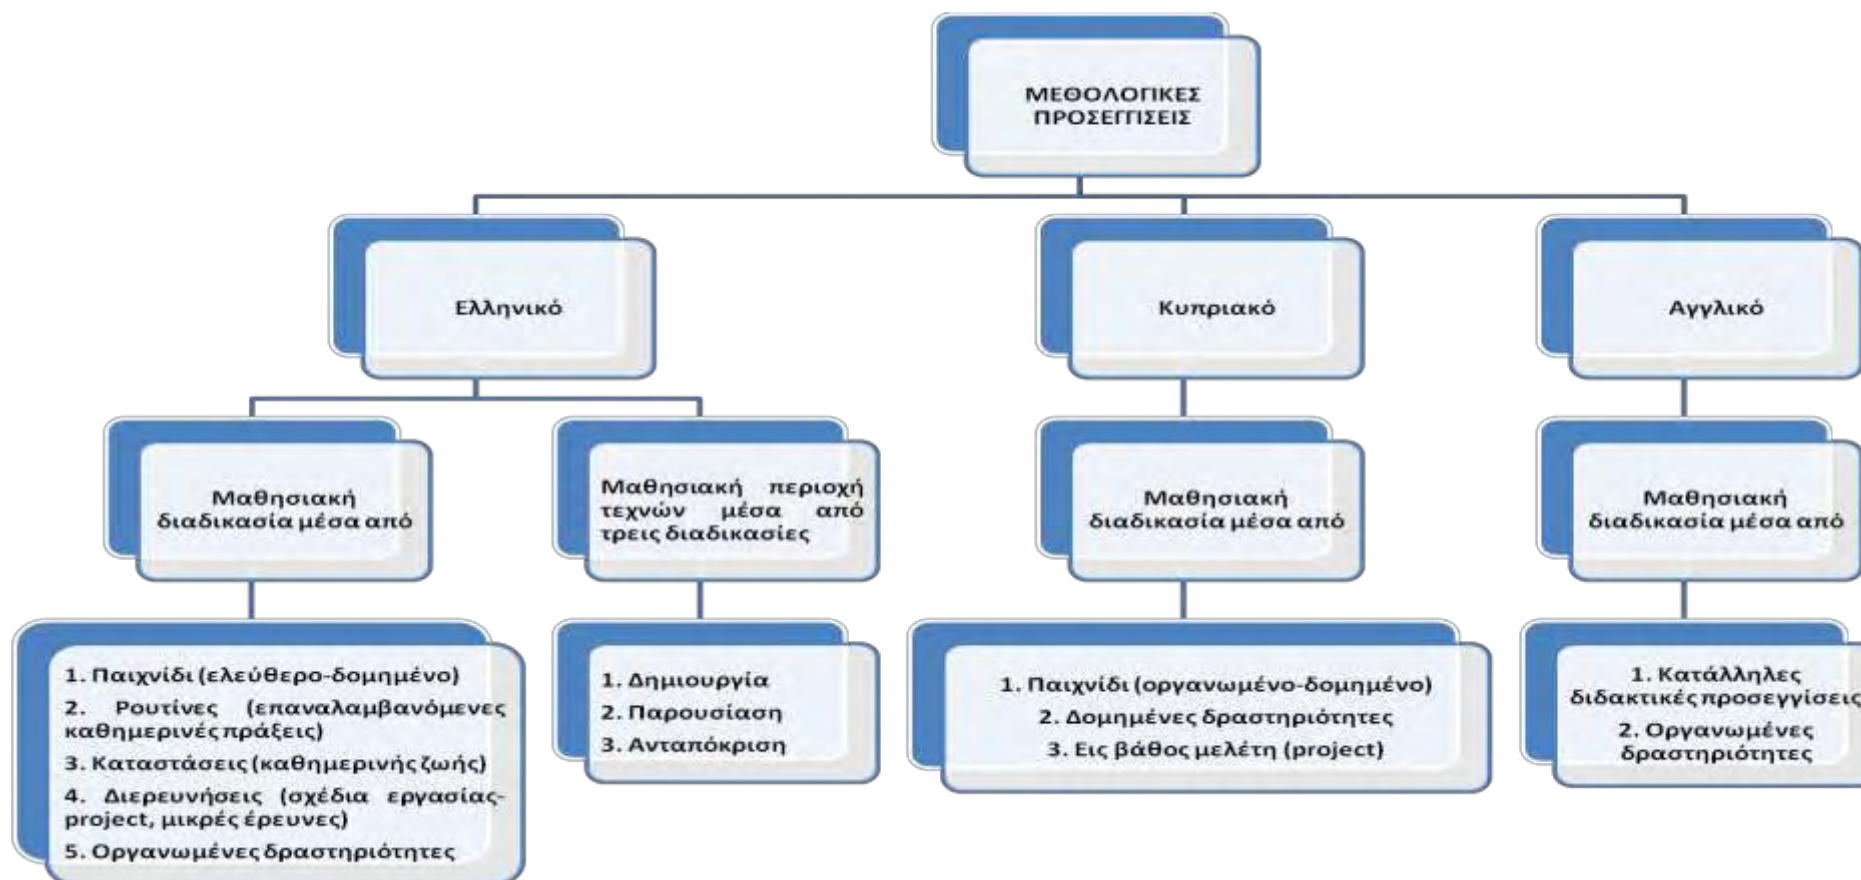 ΜΕΘΟΛΟΓΙΚΕΣ
ΠΡΟΣΕΓΓΙΣΕΙΣ
Ελληνικό
Κυπριακό
Αγγλικό
Μαθησιακή
διαδικασία μέσα από
Μαθησιακή περιοχή
τεχνών μέσα από
τρεις διαδικασίες
Μαθησιακή
διαδικασία μέσα από
Μαθησιακή
διαδικασία μέσα από
1. Παιχνίδι (ελεύθερο-δομημένο)
2. Ρουτίνες (επαναλαμβανόμενες
καθημερινές πράξεις)
3. Καταστάσεις (καθημερινής ζωής)
4. Διερευνήσεις (σχέδια εργασίας-
project, μικρές έρευνες)
5. Οργανωμένες δραστηριότητες
1. Δημιουργία
2. Παρουσίαση
3. Ανταπόκριση
1. Παιχνίδι (οργανωμένο-δομημένο)
2. Δομημένες δραστηριότητες
3. Εις βάθος μελέτη (project)
1. Κατάλληλες
διδακτικές προσεγγίσεις
2. Οργανωμένες
δραστηριότητες